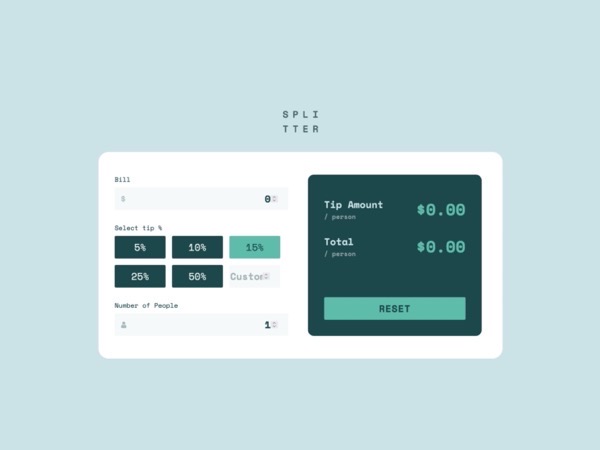 SPLI
TTER
Bill
$ 0
Select tip %
5% 10% 15%
25% 50% Custom
Number of People
1
Tip Amount
/ person
$0.00
Total
/ person
$0.00
RESET